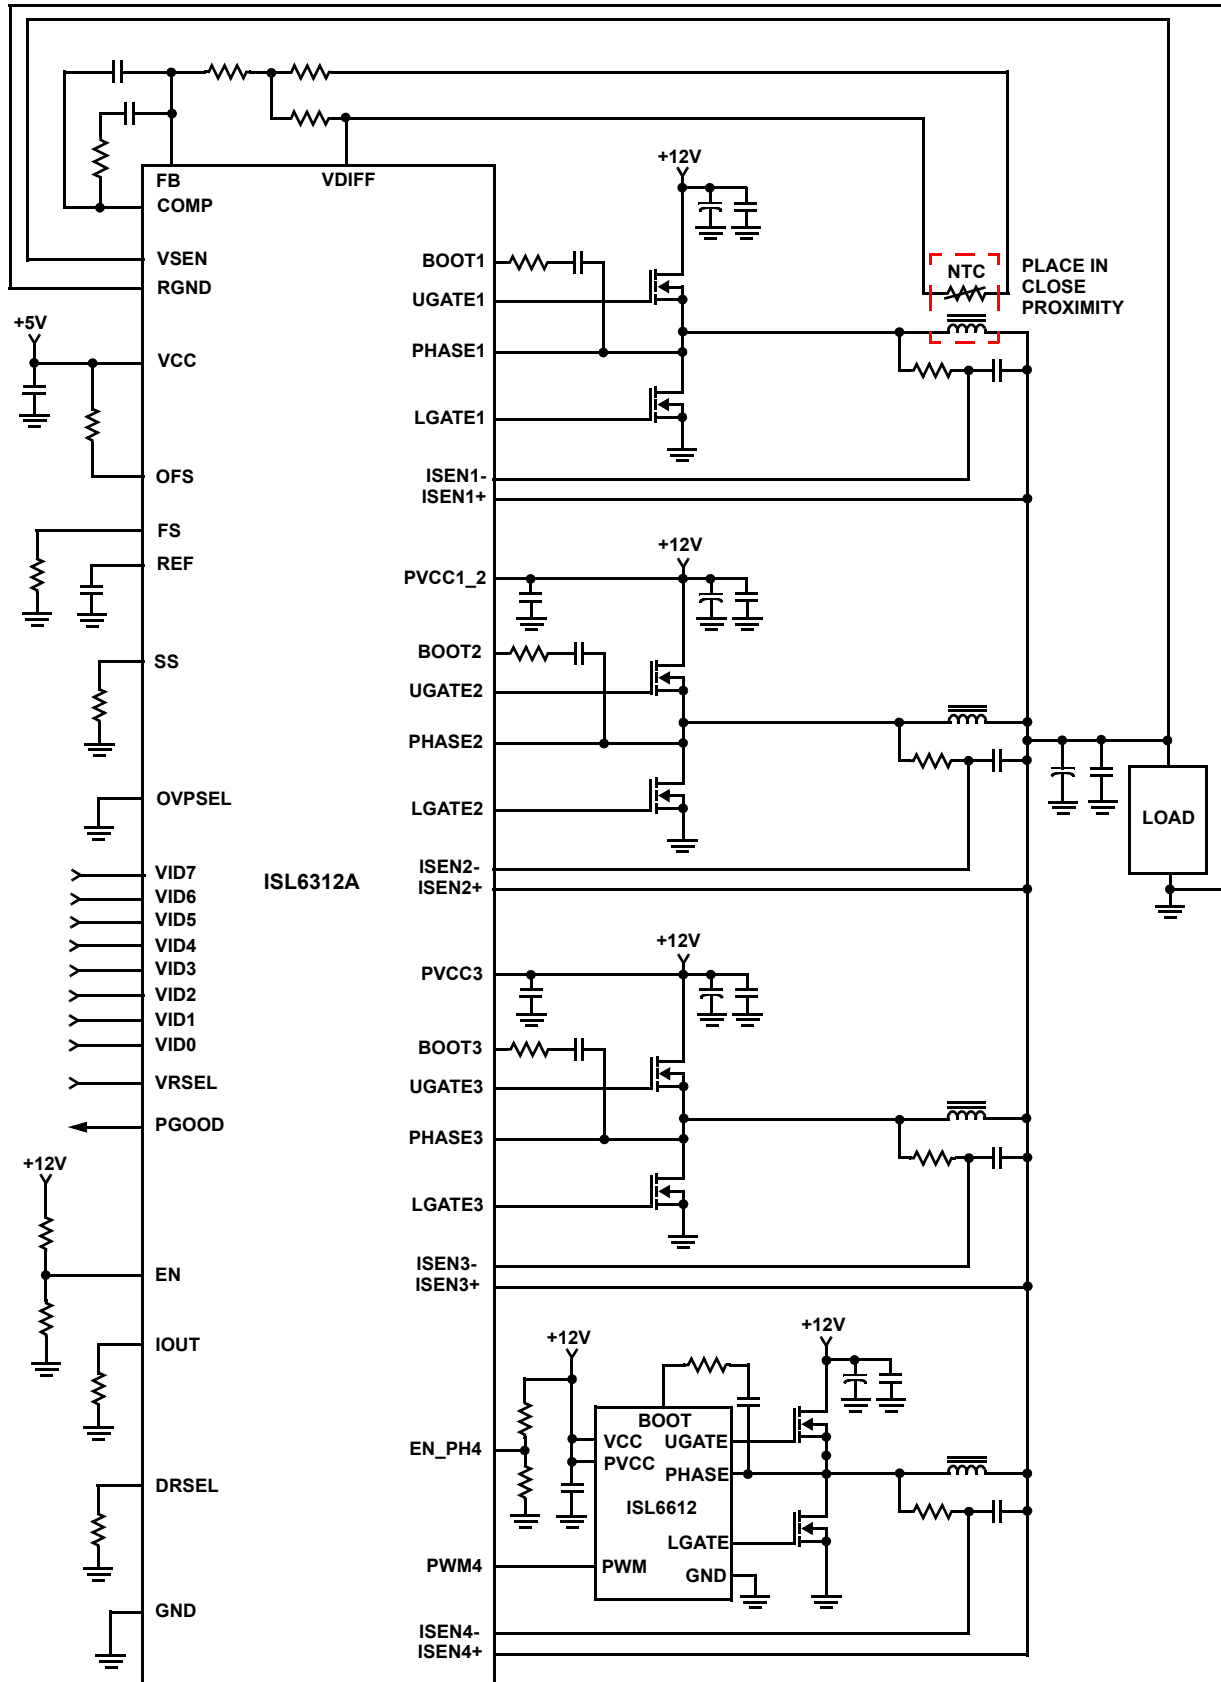 FB
VDIFF
COMP
VSEN
RGND
+5V
VCC
OFS
FS
REF
SS
OVPSEL
VID7
VID6
VID5
VID4
VID3
VID2
VID1
VID0
VRSEL
PGOOD
+12V
EN
IOUT
DRSEL
GND
ISL6312A
+12V
BOOT1
UGATE1
PHASE1
LGATE1
ISEN1-
ISEN1+
NTC
PLACE IN
CLOSE
PROXIMITY
+12V
PVCC1_2
BOOT2
UGATE2
PHASE2
LGATE2
ISEN2-
ISEN2+
LOAD
+12V
PVCC3
BOOT3
UGATE3
PHASE3
LGATE3
ISEN3-
ISEN3+
+12V
+12V
EN_PH4
BOOT
VCC
UGATE
PVCC
PHASE
ISL6612
LGATE
PWM
GND
PWM4
ISEN4-
ISEN4+